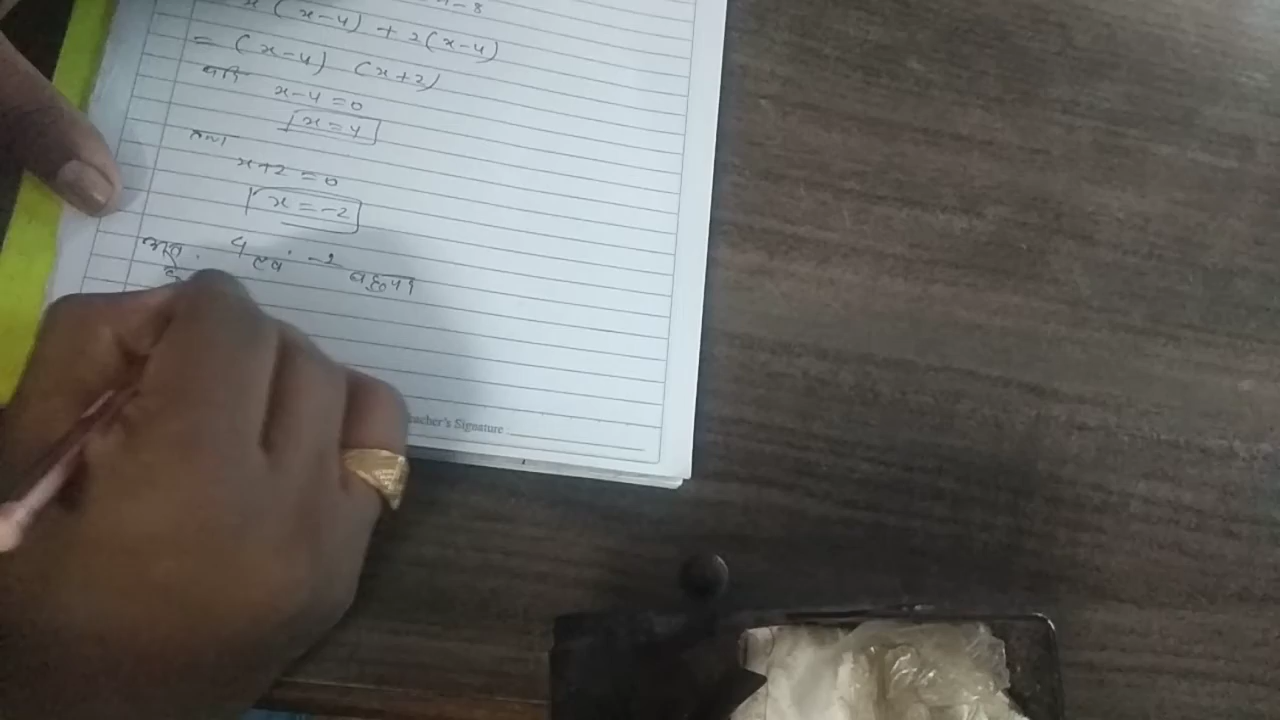 x(x-4) + 2(x-4)
= (x-4) (x+2)
यदि
x-4 = 0
x = 4
तथा
x+2 = 0
x = -2
अतः 4 एवं -2 बहुपद
Teacher's Signature